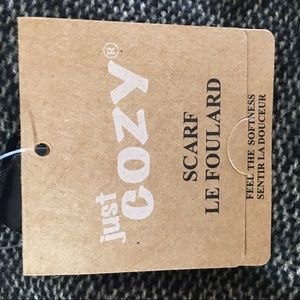 just
cozy®
SCARF
LE FOULARD
FEEL THE SOFTNESS
SENTIR LA DOUCEUR